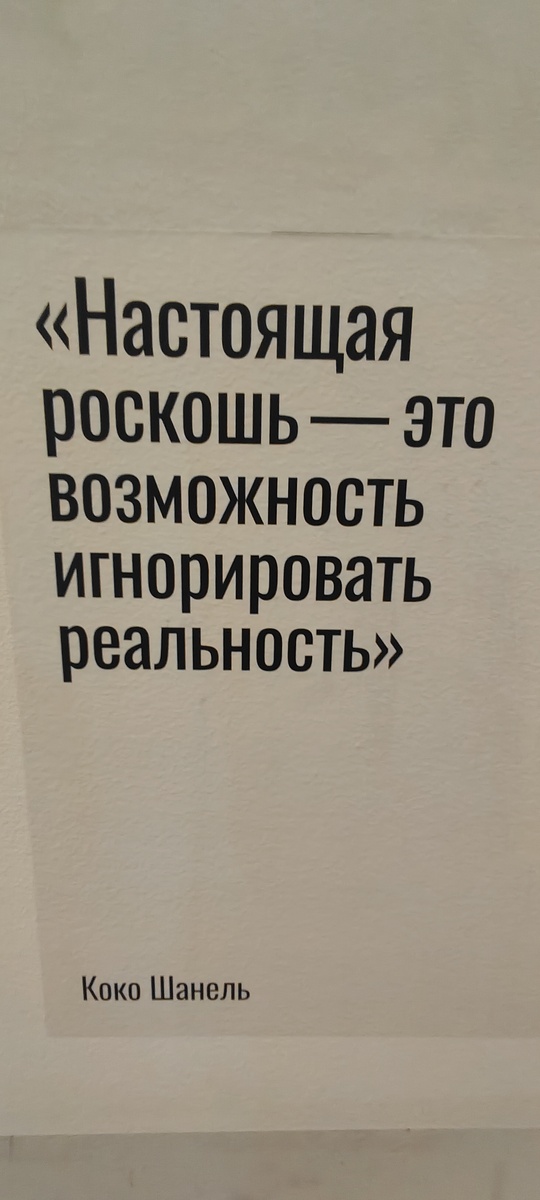 «Настоящая
роскошь — это
возможность
игнорировать
реальность»
Коко Шанель